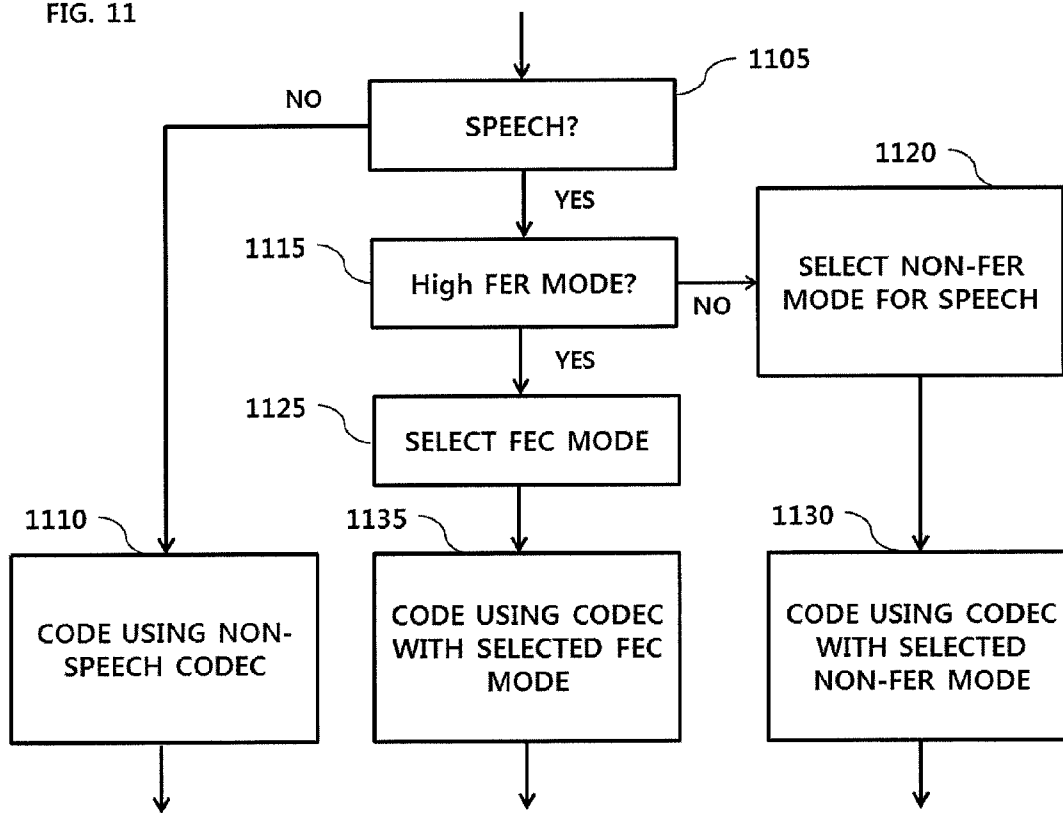 FIG. 11
1105
NO
SPEECH?
1120
YES
1115
High FER MODE?
NO
SELECT NON-FER
MODE FOR SPEECH
YES
1125
SELECT FEC MODE
1110
1135
1130
CODE USING NON-
SPEECH CODEC
CODE USING CODEC
WITH SELECTED FEC
MODE
CODE USING CODEC
WITH SELECTED
NON-FER MODE